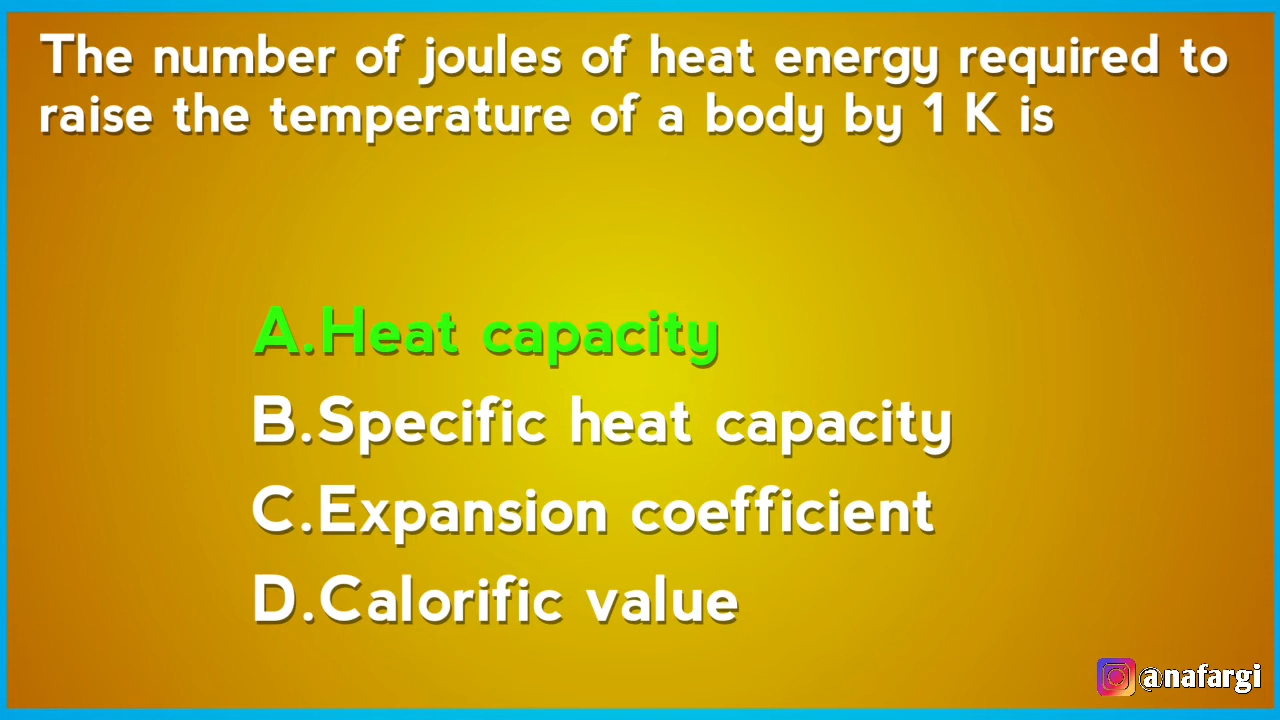 The number of joules of heat energy required to
raise the temperature of a body by 1 K is
A.Heat capacity
B.Specific heat capacity
C.Expansion coefficient
D.Calorific value
@nafargi